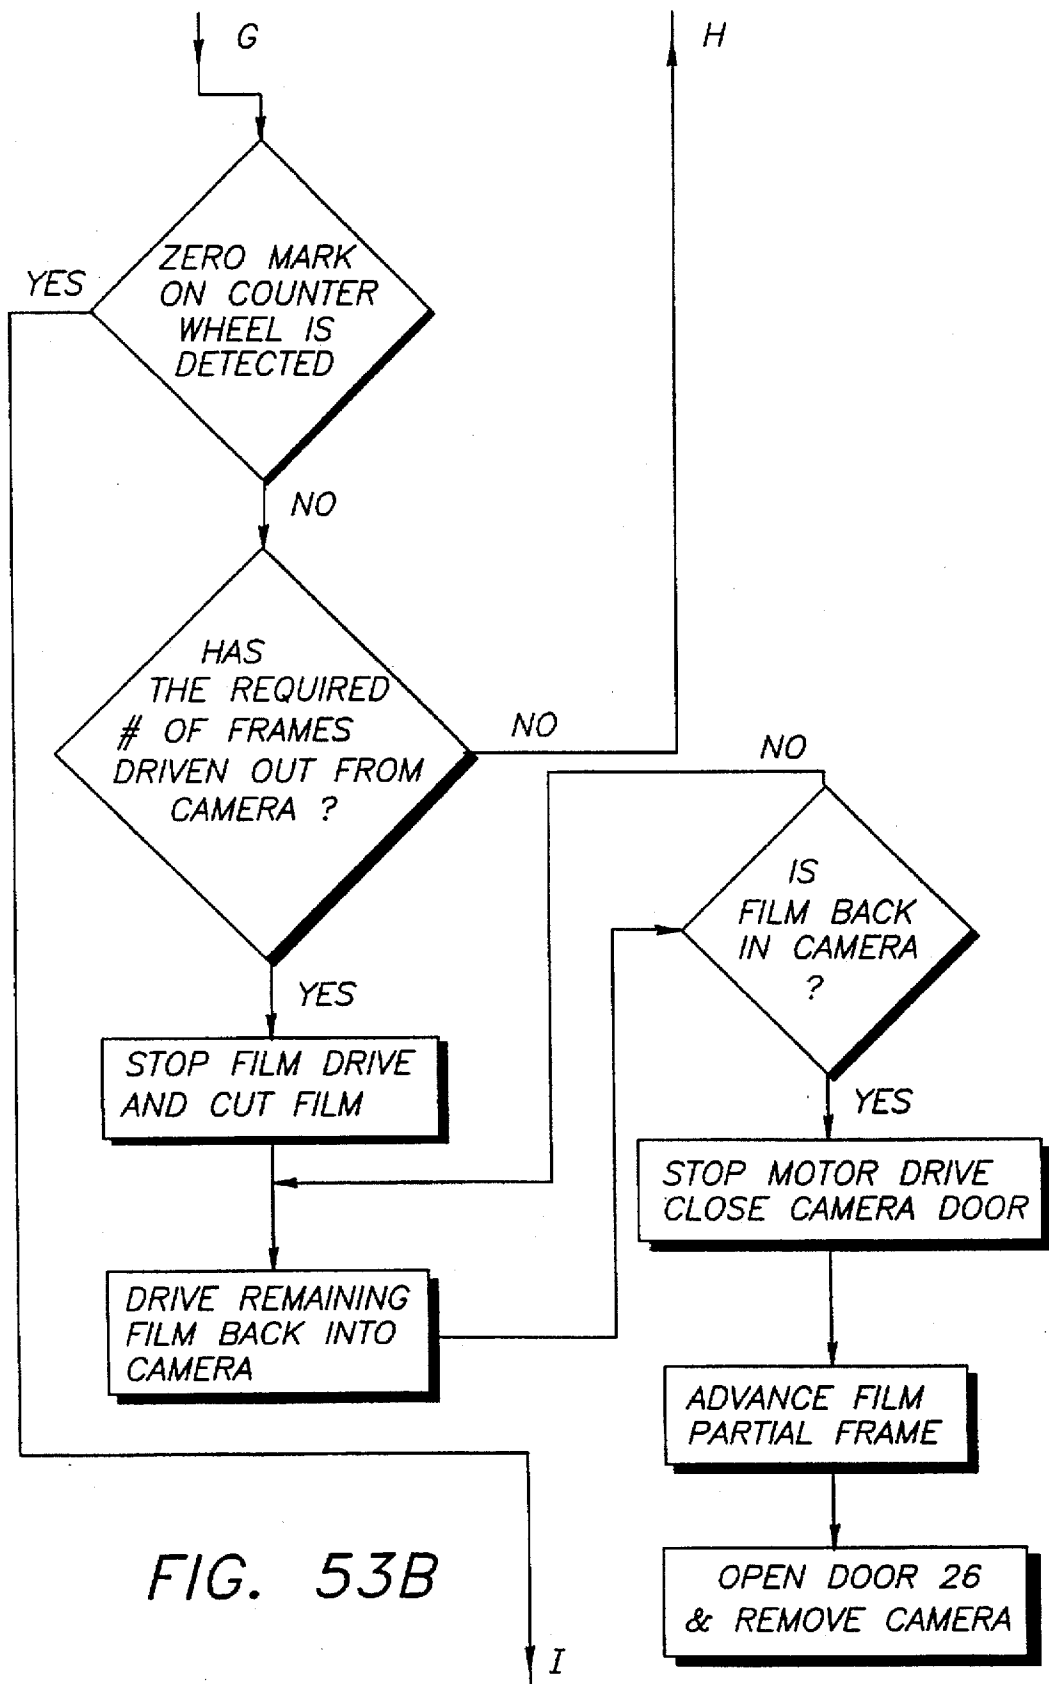 G
H
ZERO MARK
ON COUNTER
WHEEL IS
DETECTED
YES
NO
HAS
THE REQUIRED
# OF FRAMES
DRIVEN OUT FROM
CAMERA ?
NO
YES
STOP FILM DRIVE
AND CUT FILM
DRIVE REMAINING
FILM BACK INTO
CAMERA
NO
IS
FILM BACK
IN CAMERA
?
YES
STOP MOTOR DRIVE
CLOSE CAMERA DOOR
ADVANCE FILM
PARTIAL FRAME
OPEN DOOR 26
& REMOVE CAMERA
I
FIG. 53B